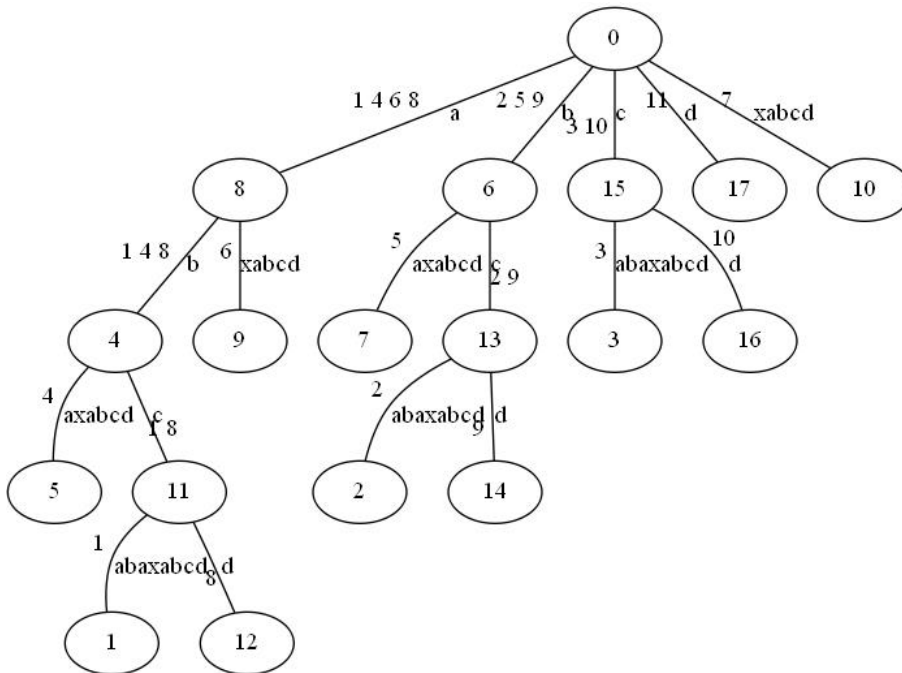 0
1 4 6 8 a 2 5 9 b 3 10 c 11 d 7 xabcd
8 6 15 17 10
1 4 8 b 6 xabcd 5 axabcd c 2 9 3 abaxabcd 10 d
4 9 7 13 3 16
4 axabcd c 1 8 2 abaxabcd d 9
5 11 2 14
1 abaxabcd d 8
1 12